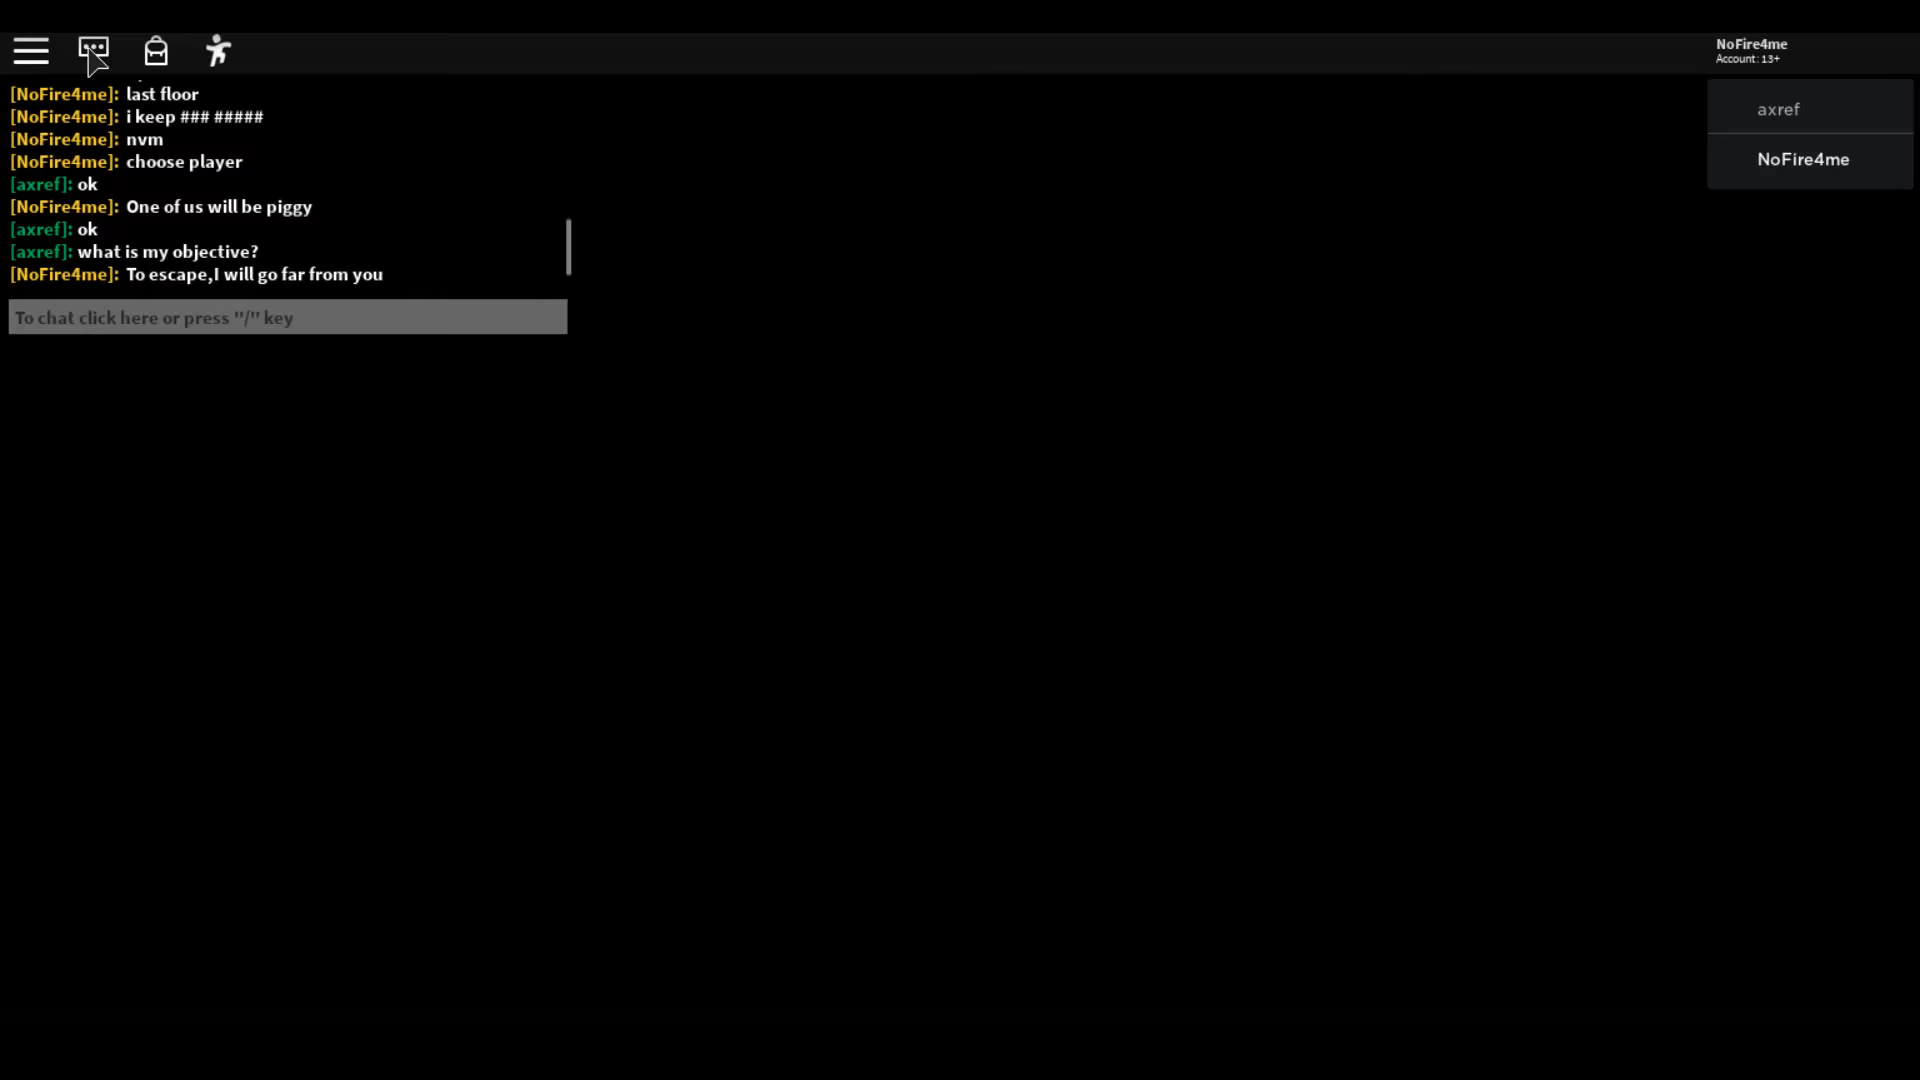 NoFire4me
Account: 13+
[NoFire4me]: last floor
[NoFire4me]: i keep ### #####
[NoFire4me]: nvm
[NoFire4me]: choose player
[axref]: ok
[NoFire4me]: One of us will be piggy
[axref]: ok
[axref]: what is my objective?
[NoFire4me]: To escape,I will go far from you
To chat click here or press "/" key
axref
NoFire4me